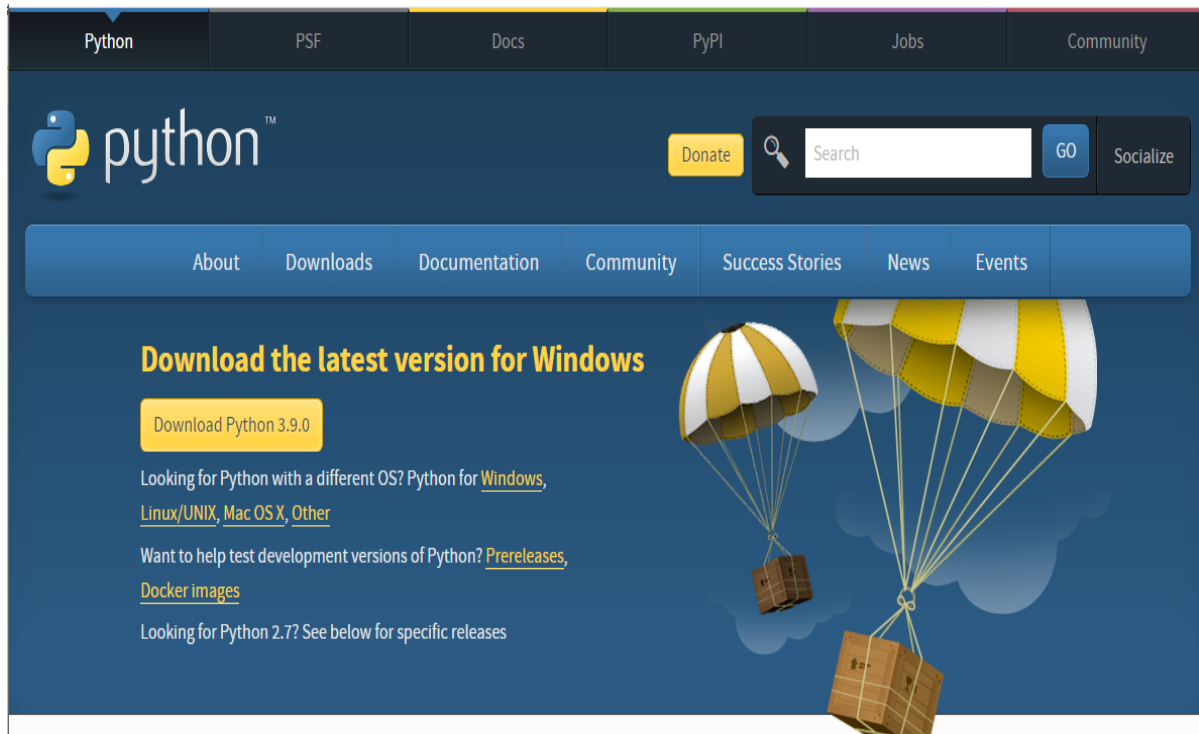 Python PSF Docs PyPI Jobs Community
python™
Donate Search GO Socialize
About Downloads Documentation Community Success Stories News Events
Download the latest version for Windows
Download Python 3.9.0
Looking for Python with a different OS? Python for Windows,
Linux/UNIX, Mac OS X, Other
Want to help test development versions of Python? Prereleases,
Docker images
Looking for Python 2.7? See below for specific releases